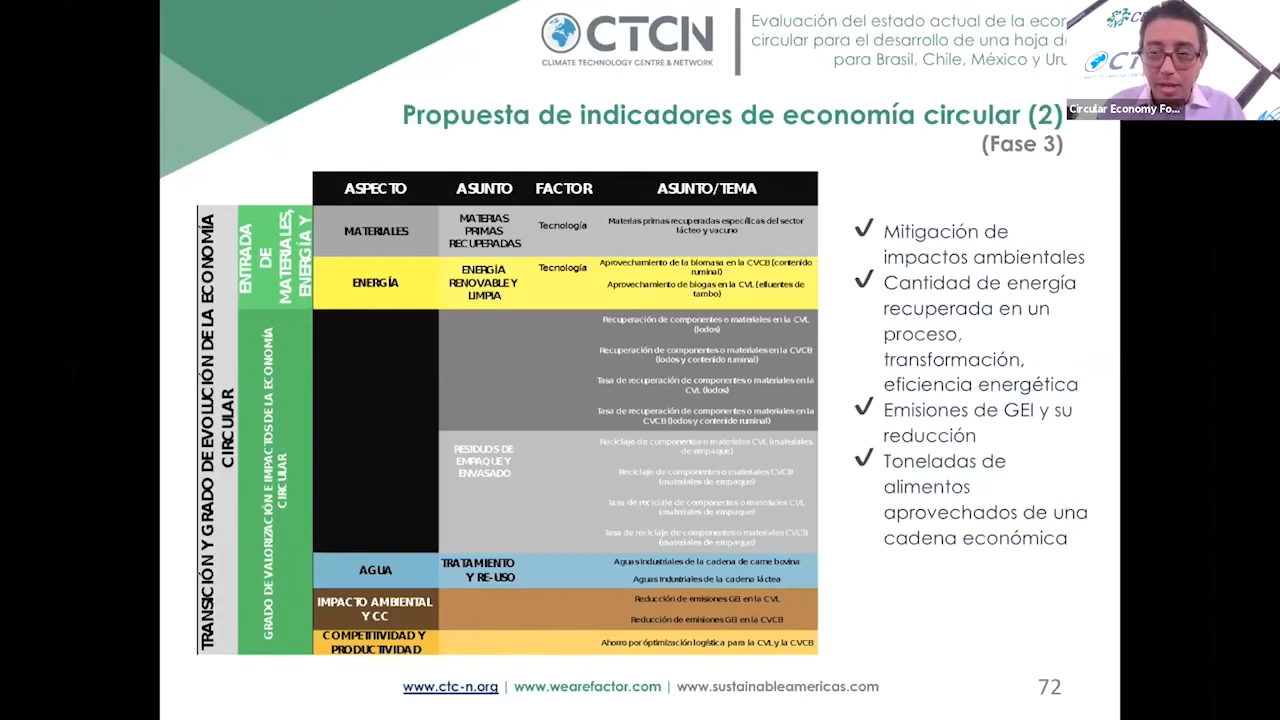 CTCN
CLIMATE TECHNOLOGY CENTRE & NETWORK
Evaluación del estado actual de la
circular para el desarrollo de una hoja
para Brasil, Chile, México y
Circular Economy Fo...
Propuesta de indicadores de economía circular (2)
(Fase 3)
ASPECTO
ASUNTO
FACTOR
ASUNTO/TEMA
TRANSICIÓN Y GRADO DE EVOLUCIÓN DE LA ECONOMÍA
CIRCULAR
ENTRADA
DE
MATERIALES,
ENERGÍA Y
GRADO DE VALORIZACIÓN E IMPACTOS DE LA ECONOMÍA
CIRCULAR
MATERIALES
MATERIAS
PRIMAS
RECUPERADAS
Tecnología
Materias primas recuperadas específicas del sector
lácteo y vacuno
ENERGÍA
ENERGÍA
RENOVABLE Y
LIMPIA
Tecnología
Aprovechamiento de la biomasa en la CVCB (contenido
ruminal)
Aprovechamiento de biogas en la CVL (efluentes de
tambo)
Recuperación de componentes o materiales en la CVL
(lodos)
Recuperación de componentes o materiales en la CVCB
(lodos y contenido ruminal)
Tasa de recuperación de componentes o materiales en la
CVL (lodos)
Tasa de recuperación de componentes o materiales en la
CVCB (lodos y contenido ruminal)
RESIDUOS DE
EMPAQUE Y
ENVASADO
Reciclaje de componentes o materiales CVL (materiales
de empaque)
Reciclaje de componentes o materiales CVCB
(materiales de empaque)
Tasa de reciclaje de componentes o materiales CVL
(materiales de empaque)
Tasa de reciclaje de componentes o materiales CVCB
(materiales de empaque)
AGUA
TRATAMIENTO
Y RE-USO
Aguas industriales de la cadena de carne bovina
Aguas industriales de la cadena láctea
IMPACTO AMBIENTAL
Y CC
Reducción de emisiones GEI en la CVL
Reducción de emisiones GEI en la CVCB
COMPETITIVIDAD Y
PRODUCTIVIDAD
Ahorro por óptimización logística para la CVL y la CVCB
✔ Mitigación de
impactos ambientales
✔ Cantidad de energía
recuperada en un
proceso,
transformación,
eficiencia energética
✔ Emisiones de GEI y su
reducción
✔ Toneladas de
alimentos
aprovechados de una
cadena económica
www.ctc-n.org | www.wearefactor.com | www.sustainableamericas.com
72